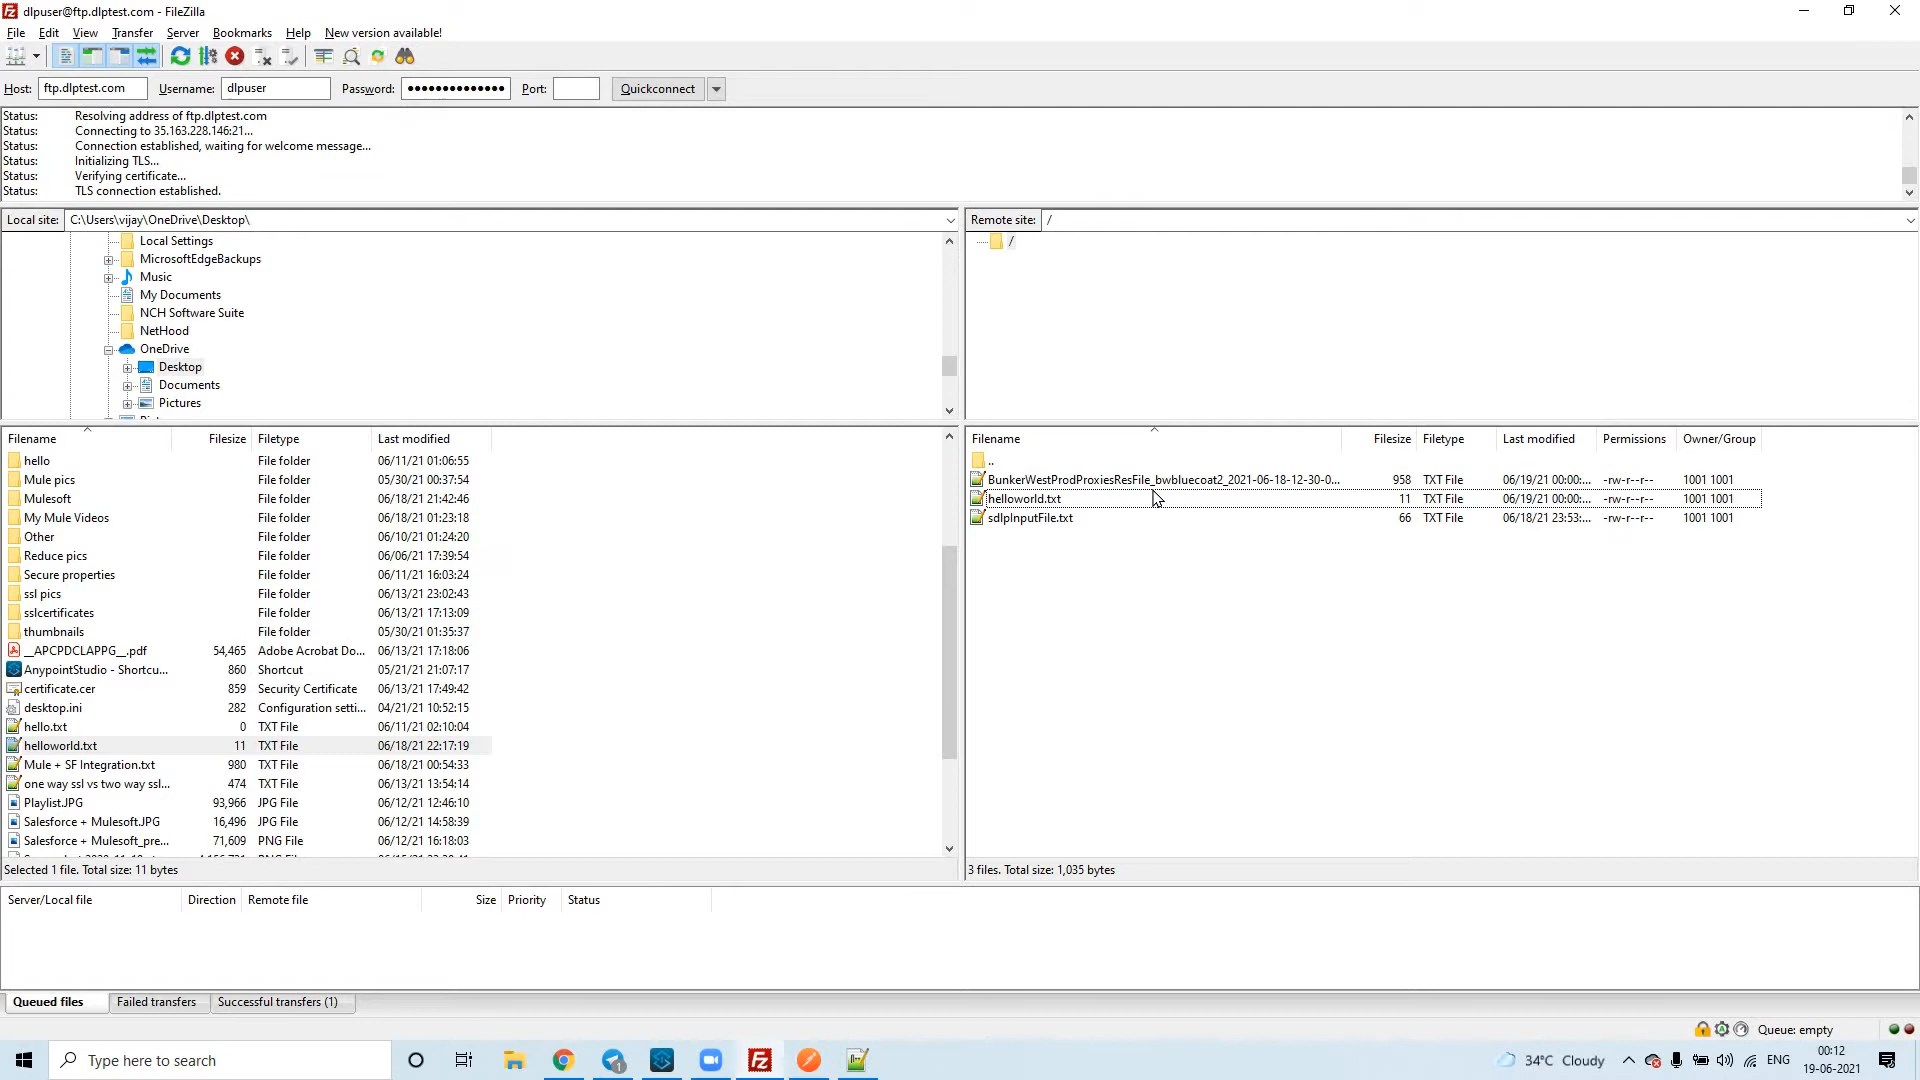 dlpuser@ftp.dlptest.com - FileZilla
File Edit View Transfer Server Bookmarks Help New version available!
Host: ftp.dlptest.com Username: dlpuser Password: ●●●●●●●●●●●●●● Port: Quickconnect
Status: Resolving address of ftp.dlptest.com
Status: Connecting to 35.163.228.146:21...
Status: Connection established, waiting for welcome message...
Status: Initializing TLS...
Status: Verifying certificate...
Status: TLS connection established.
Local site: C:\Users\vijay\OneDrive\Desktop\
Local Settings
MicrosoftEdgeBackups
Music
My Documents
NCH Software Suite
NetHood
OneDrive
Desktop
Documents
Pictures
Filename Filesize Filetype Last modified
hello File folder 06/11/21 01:06:55
Mule pics File folder 05/30/21 00:37:54
Mulesoft File folder 06/18/21 21:42:46
My Mule Videos File folder 06/18/21 01:23:18
Other File folder 06/10/21 01:24:20
Reduce pics File folder 06/06/21 17:39:54
Secure properties File folder 06/11/21 16:03:24
ssl pics File folder 06/13/21 23:02:43
sslcertificates File folder 06/13/21 17:13:09
thumbnails File folder 05/30/21 01:35:37
__APCPDCLAPPG__.pdf 54,465 Adobe Acrobat Do... 06/13/21 17:18:06
AnypointStudio - Shortcu... 860 Shortcut 05/21/21 21:07:17
certificate.cer 859 Security Certificate 06/13/21 17:49:42
desktop.ini 282 Configuration setti... 04/21/21 10:52:15
hello.txt 0 TXT File 06/11/21 02:10:04
helloworld.txt 11 TXT File 06/18/21 22:17:19
Mule + SF Integration.txt 980 TXT File 06/18/21 00:54:33
one way ssl vs two way ssl... 474 TXT File 06/13/21 13:54:14
Playlist.JPG 93,966 JPG File 06/12/21 12:46:10
Salesforce + Mulesoft.JPG 16,496 JPG File 06/12/21 14:58:39
Salesforce + Mulesoft_pre... 71,609 PNG File 06/12/21 16:18:03
Selected 1 file. Total size: 11 bytes
Remote site: /
/
Filename Filesize Filetype Last modified Permissions Owner/Group
..
BunkerWestProdProxiesResFile_bwbluecoat2_2021-06-18-12-30-0... 958 TXT File 06/19/21 00:00:... -rw-r--r-- 1001 1001
helloworld.txt 11 TXT File 06/19/21 00:00:... -rw-r--r-- 1001 1001
sdlpInputFile.txt 66 TXT File 06/18/21 23:53:... -rw-r--r-- 1001 1001
3 files. Total size: 1,035 bytes
Server/Local file Direction Remote file Size Priority Status
Queued files Failed transfers Successful transfers (1)
Queue: empty
Type here to search
34°C Cloudy ENG 00:12
19-06-2021